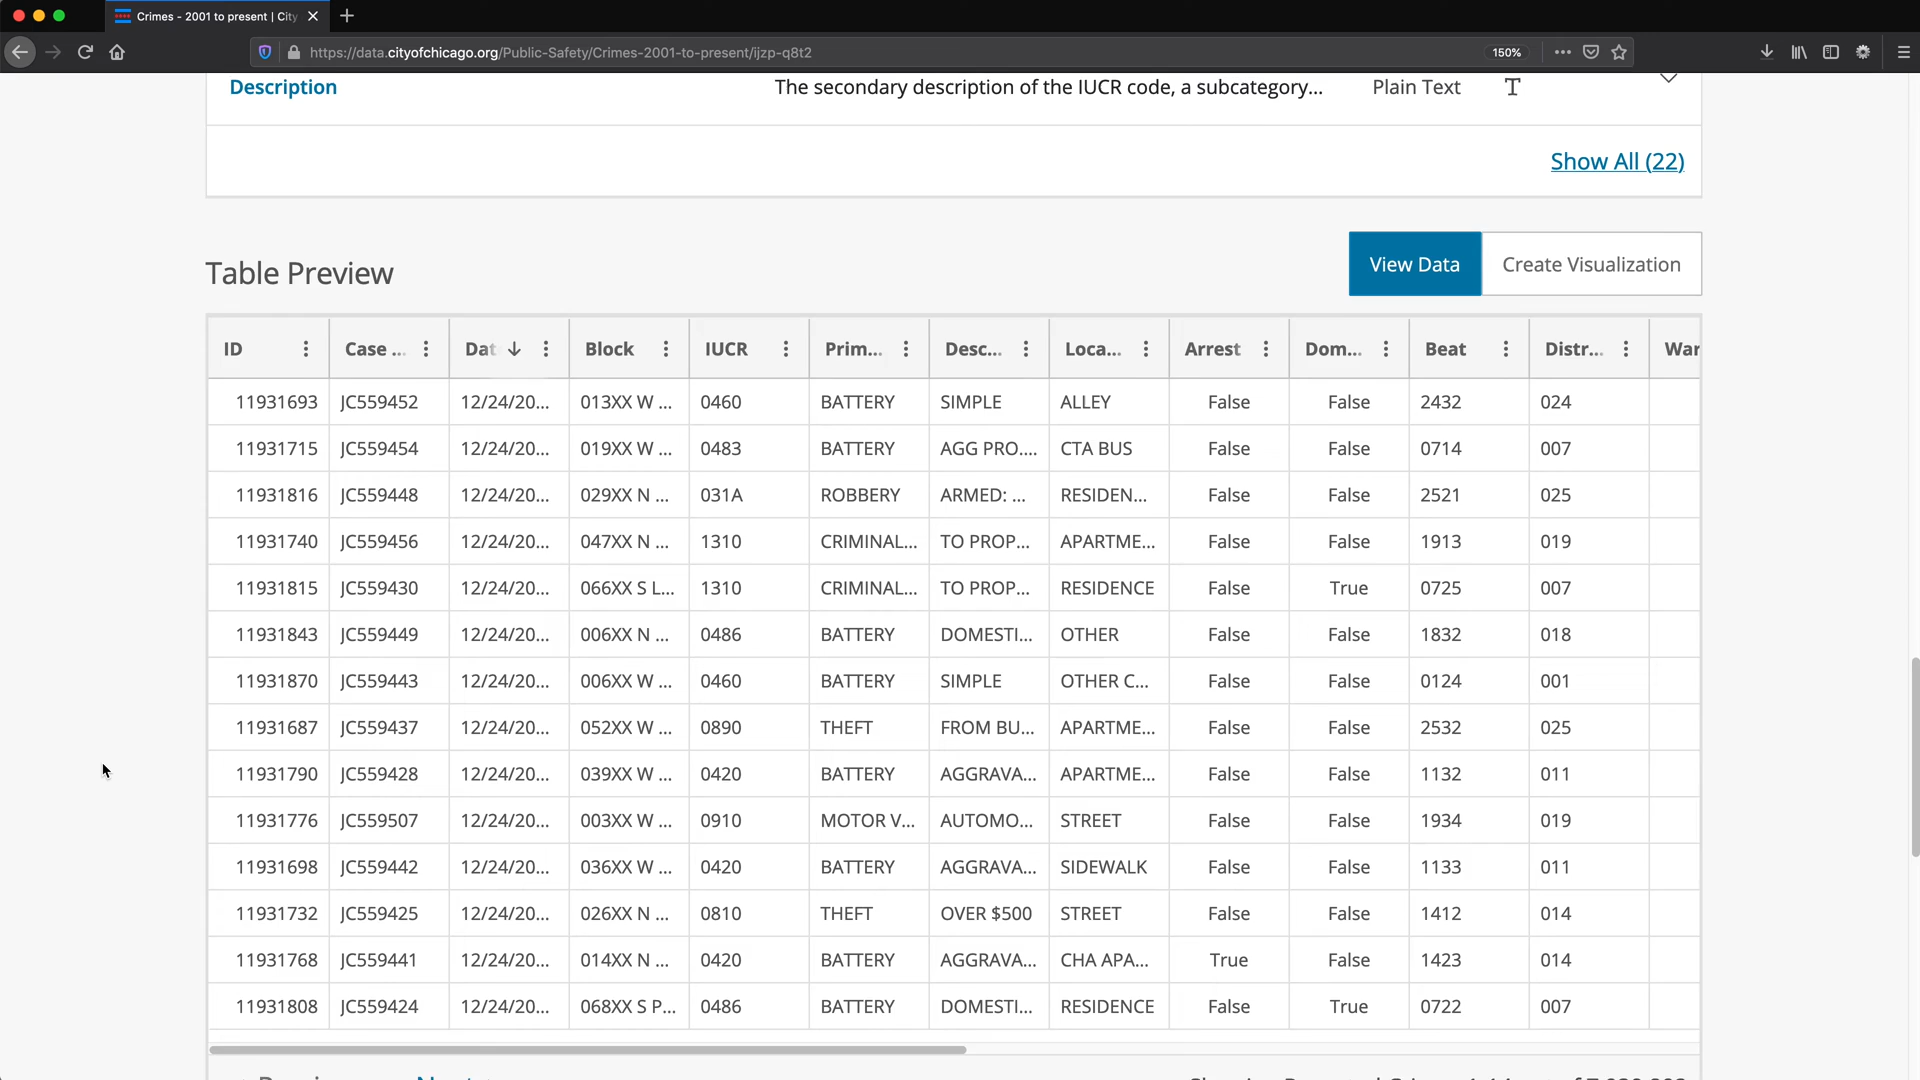 Crimes - 2001 to present | City
https://data.cityofchicago.org/Public-Safety/Crimes-2001-to-present/ijzp-q8t2 150%
Description The secondary description of the IUCR code, a subcategory... Plain Text T
Show All (22)
Table Preview View Data Create Visualization
ID Case ... Dat Block IUCR Prim... Desc... Loca... Arrest Dom... Beat Distr... War
11931693 JC559452 12/24/20... 013XX W ... 0460 BATTERY SIMPLE ALLEY False False 2432 024
11931715 JC559454 12/24/20... 019XX W ... 0483 BATTERY AGG PRO.... CTA BUS False False 0714 007
11931816 JC559448 12/24/20... 029XX N ... 031A ROBBERY ARMED: ... RESIDEN... False False 2521 025
11931740 JC559456 12/24/20... 047XX N ... 1310 CRIMINAL... TO PROP... APARTME... False False 1913 019
11931815 JC559430 12/24/20... 066XX S L... 1310 CRIMINAL... TO PROP... RESIDENCE False True 0725 007
11931843 JC559449 12/24/20... 006XX N ... 0486 BATTERY DOMESTI... OTHER False False 1832 018
11931870 JC559443 12/24/20... 006XX W ... 0460 BATTERY SIMPLE OTHER C... False False 0124 001
11931687 JC559437 12/24/20... 052XX W ... 0890 THEFT FROM BU... APARTME... False False 2532 025
11931790 JC559428 12/24/20... 039XX W ... 0420 BATTERY AGGRAVA... APARTME... False False 1132 011
11931776 JC559507 12/24/20... 003XX W ... 0910 MOTOR V... AUTOMO... STREET False False 1934 019
11931698 JC559442 12/24/20... 036XX W ... 0420 BATTERY AGGRAVA... SIDEWALK False False 1133 011
11931732 JC559425 12/24/20... 026XX N ... 0810 THEFT OVER $500 STREET False False 1412 014
11931768 JC559441 12/24/20... 014XX N ... 0420 BATTERY AGGRAVA... CHA APA... True False 1423 014
11931808 JC559424 12/24/20... 068XX S P... 0486 BATTERY DOMESTI... RESIDENCE False True 0722 007